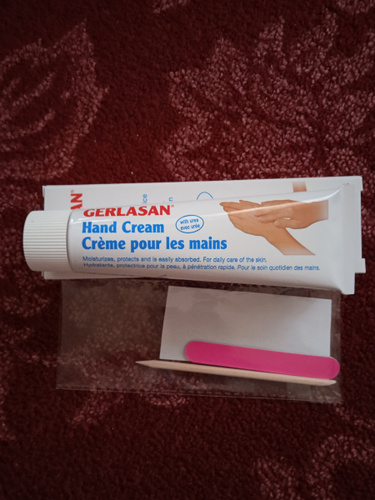 GERLASAN®
with urea
avec urée
Hand Cream
Crème pour les mains
Moisturizes, protects and is easily absorbed. For daily care of the skin.
Hydratante, protectrice pour la peau, à pénétration rapide. Pour le soin quotidien des mains.